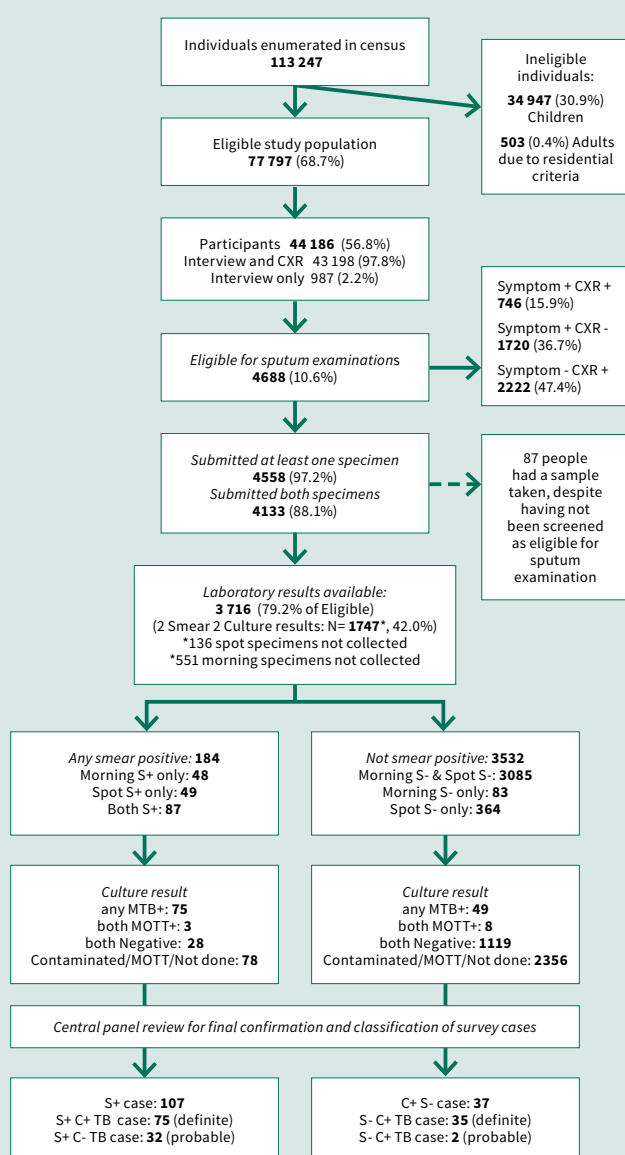 Individuals enumerated in census
113 247
Ineligible
individuals:
34 947 (30.9%)
Children
503 (0.4%) Adults
due to residential
criteria
Eligible study population
77 797 (68.7%)
Participants 44 186 (56.8%)
Interview and CXR 43 198 (97.8%)
Interview only 987 (2.2%)
Symptom + CXR +
746 (15.9%)
Symptom + CXR -
1720 (36.7%)
Symptom - CXR +
2222 (47.4%)
Eligible for sputum examinations
4688 (10.6%)
Submitted at least one specimen
4558 (97.2%)
Submitted both specimens
4133 (88.1%)
87 people
had a sample
taken, despite
having not
been screened
as eligible for
sputum
examination
Laboratory results available:
3 716 (79.2% of Eligible)
(2 Smear 2 Culture results: N= 1747*, 42.0%)
*136 spot specimens not collected
*551 morning specimens not collected
Any smear positive: 184
Morning S+ only: 48
Spot S+ only: 49
Both S+: 87
Not smear positive: 3532
Morning S- & Spot S-: 3085
Morning S- only: 83
Spot S- only: 364
Culture result
any MTB+: 75
both MOTT+: 3
both Negative: 28
Contaminated/MOTT/Not done: 78
Culture result
any MTB+: 49
both MOTT+: 8
both Negative: 1119
Contaminated/MOTT/Not done: 2356
Central panel review for final confirmation and classification of survey cases
S+ case: 107
S+ C+ TB case: 75 (definite)
S+ C- TB case: 32 (probable)
C+ S- case: 37
S- C+ TB case: 35 (definite)
S- C+ TB case: 2 (probable)